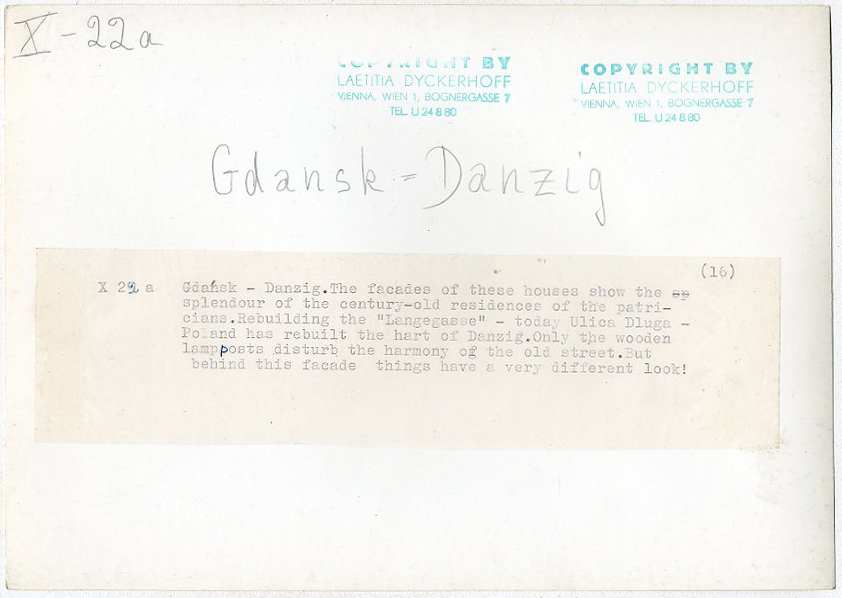 X - 22a
COPYRIGHT BY
LAETITIA DYCKERHOFF
VIENNA, WIEN 1, BOGNERGASSE 7
TEL. U 24 8 80
COPYRIGHT BY
LAETITIA DYCKERHOFF
VIENNA, WIEN 1, BOGNERGASSE 7
TEL. U 24 8 80
Gdansk = Danzig
(16)
X 22 a Gdańsk - Danzig.The facades of these houses show the sp
splendour of the century-old residences of the patri-
cians.Rebuilding the "Langegasse" - today Ulica Dluga -
Poland has rebuilt the hart of Danzig.Only the wooden
lampposts disturb the harmony of the old street.But
behind this facade things have a very different look!